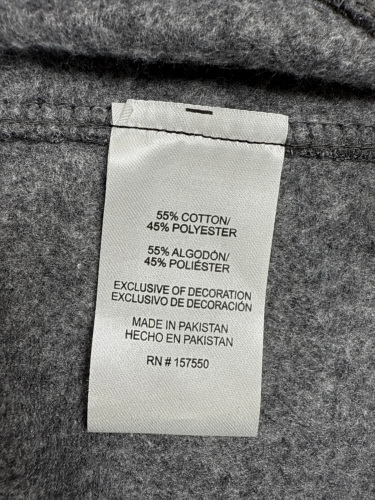 55% COTTON/
45% POLYESTER
55% ALGODÓN/
45% POLIÉSTER
EXCLUSIVE OF DECORATION
EXCLUSIVO DE DECORACIÓN
MADE IN PAKISTAN
HECHO EN PAKISTAN
RN # 157550